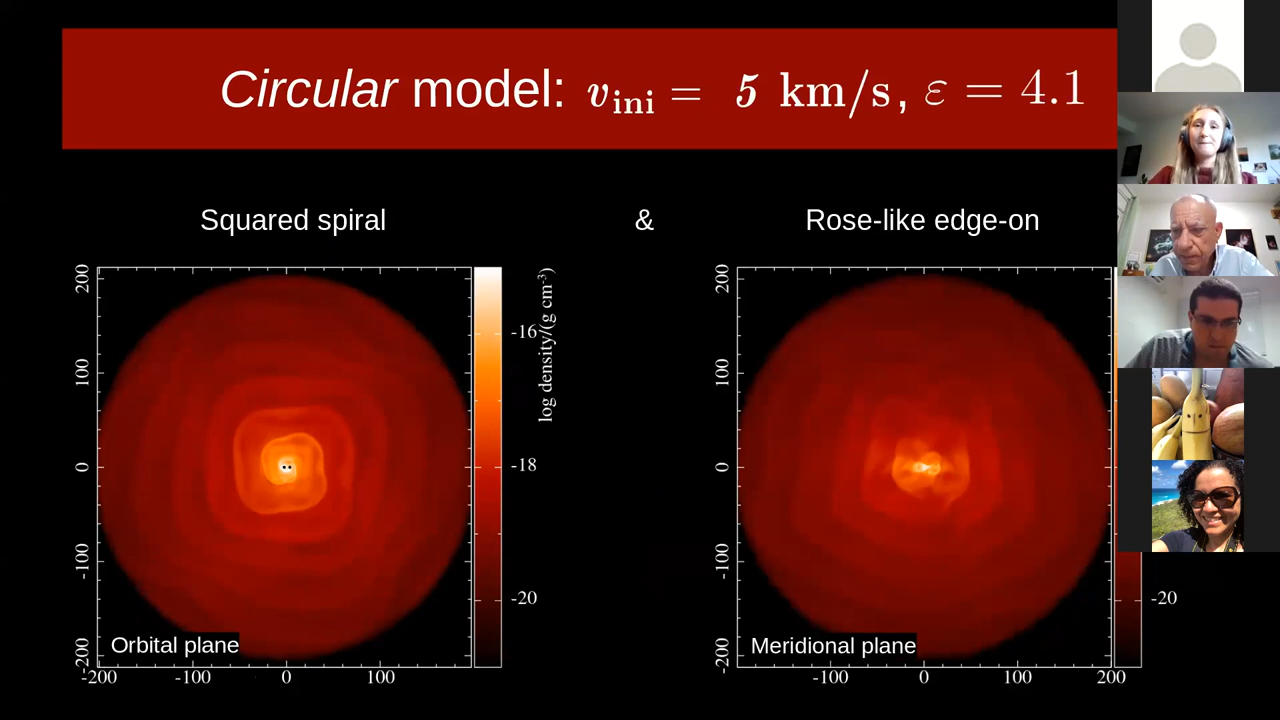 Circular model: v_ini = 5 km/s, ε = 4.1
Squared spiral & Rose-like edge-on
200
100
0
-100
-200
-200 -100 0 100
Orbital plane
-16
-18
-20
log density/(g cm⁻³)
200
100
0
-100
-200
-100 0 100 200
Meridional plane
-20